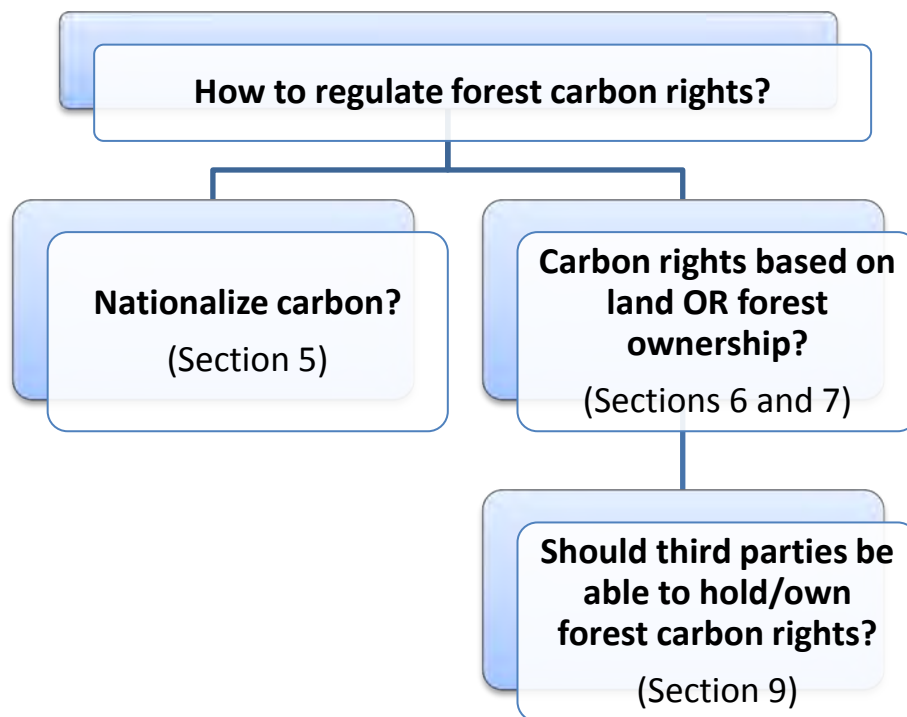 How to regulate forest carbon rights?
Nationalize carbon?
(Section 5)
Carbon rights based on
land OR forest
ownership?
(Sections 6 and 7)
Should third parties be
able to hold/own
forest carbon rights?
(Section 9)